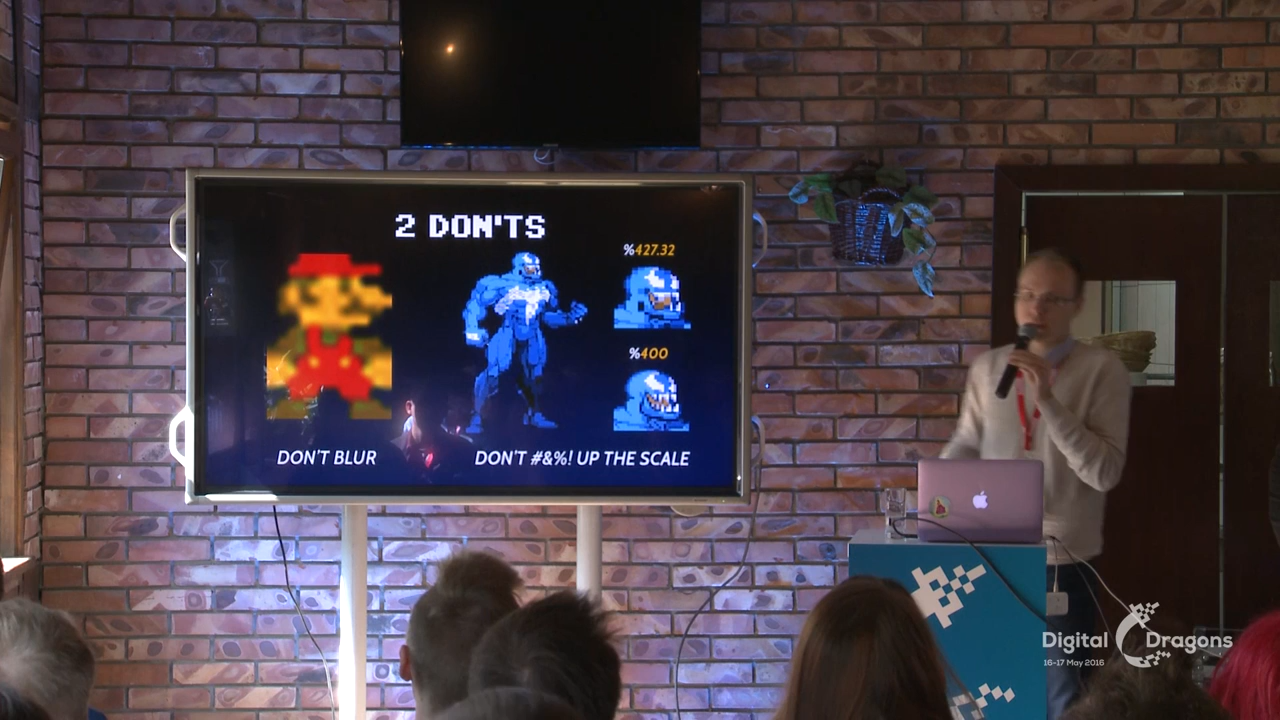 2 DON'TS
%427.32
%400
DON'T BLUR
DON'T #&%! UP THE SCALE
Digital Dragons
16-17 May 2016